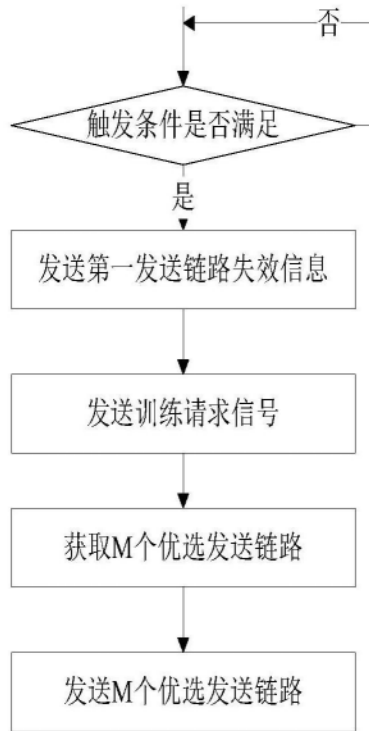 否
触发条件是否满足
是
发送第一发送链路失效信息
发送训练请求信号
获取M个优选发送链路
发送M个优选发送链路